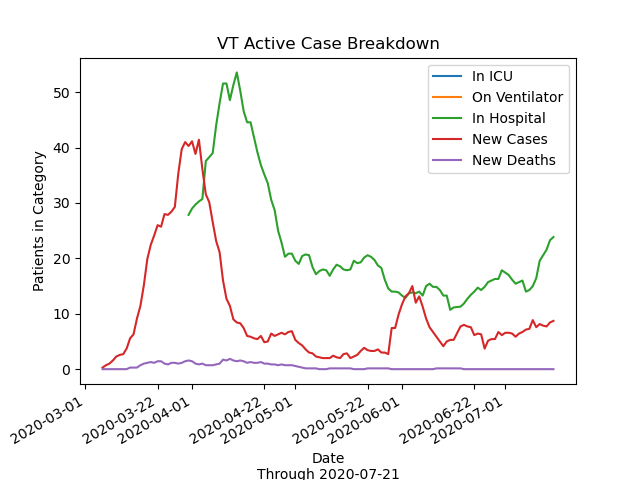 VT Active Case Breakdown
In ICU
On Ventilator
In Hospital
New Cases
New Deaths
Patients in Category
50
40
30
20
10
0
2020-03-01
2020-03-22
2020-04-01
2020-04-22
2020-05-01
2020-05-22
2020-06-01
2020-06-22
2020-07-01
Date
Through 2020-07-21